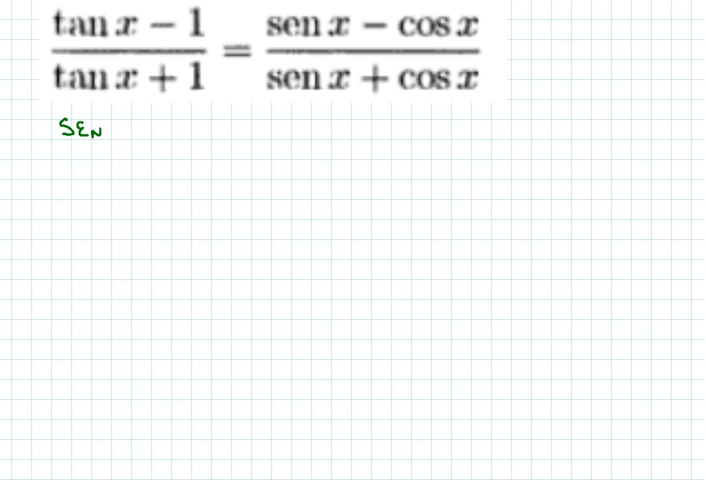 tan x − 1 = sen x − cos x
tan x + 1 sen x + cos x
SEN